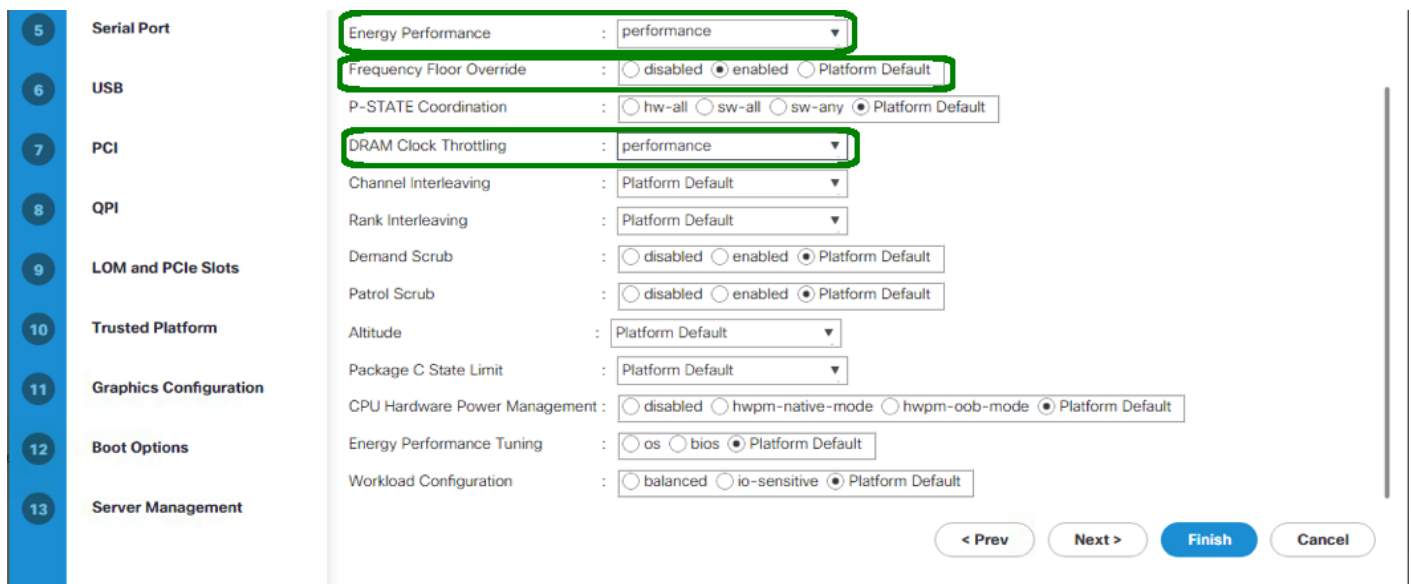 5 Serial Port
6 USB
7 PCI
8 QPI
9 LOM and PCIe Slots
10 Trusted Platform
11 Graphics Configuration
12 Boot Options
13 Server Management
Energy Performance : performance
Frequency Floor Override : disabled enabled Platform Default
P-STATE Coordination : hw-all sw-all sw-any Platform Default
DRAM Clock Throttling : performance
Channel Interleaving : Platform Default
Rank Interleaving : Platform Default
Demand Scrub : disabled enabled Platform Default
Patrol Scrub : disabled enabled Platform Default
Altitude : Platform Default
Package C State Limit : Platform Default
CPU Hardware Power Management : disabled hwpm-native-mode hwpm-oob-mode Platform Default
Energy Performance Tuning : os bios Platform Default
Workload Configuration : balanced io-sensitive Platform Default
< Prev Next > Finish Cancel